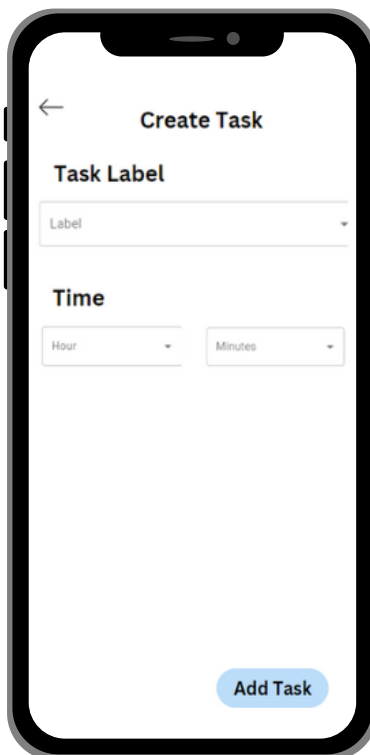 Create Task
Task Label
Label
Time
Hour Minutes
Add Task